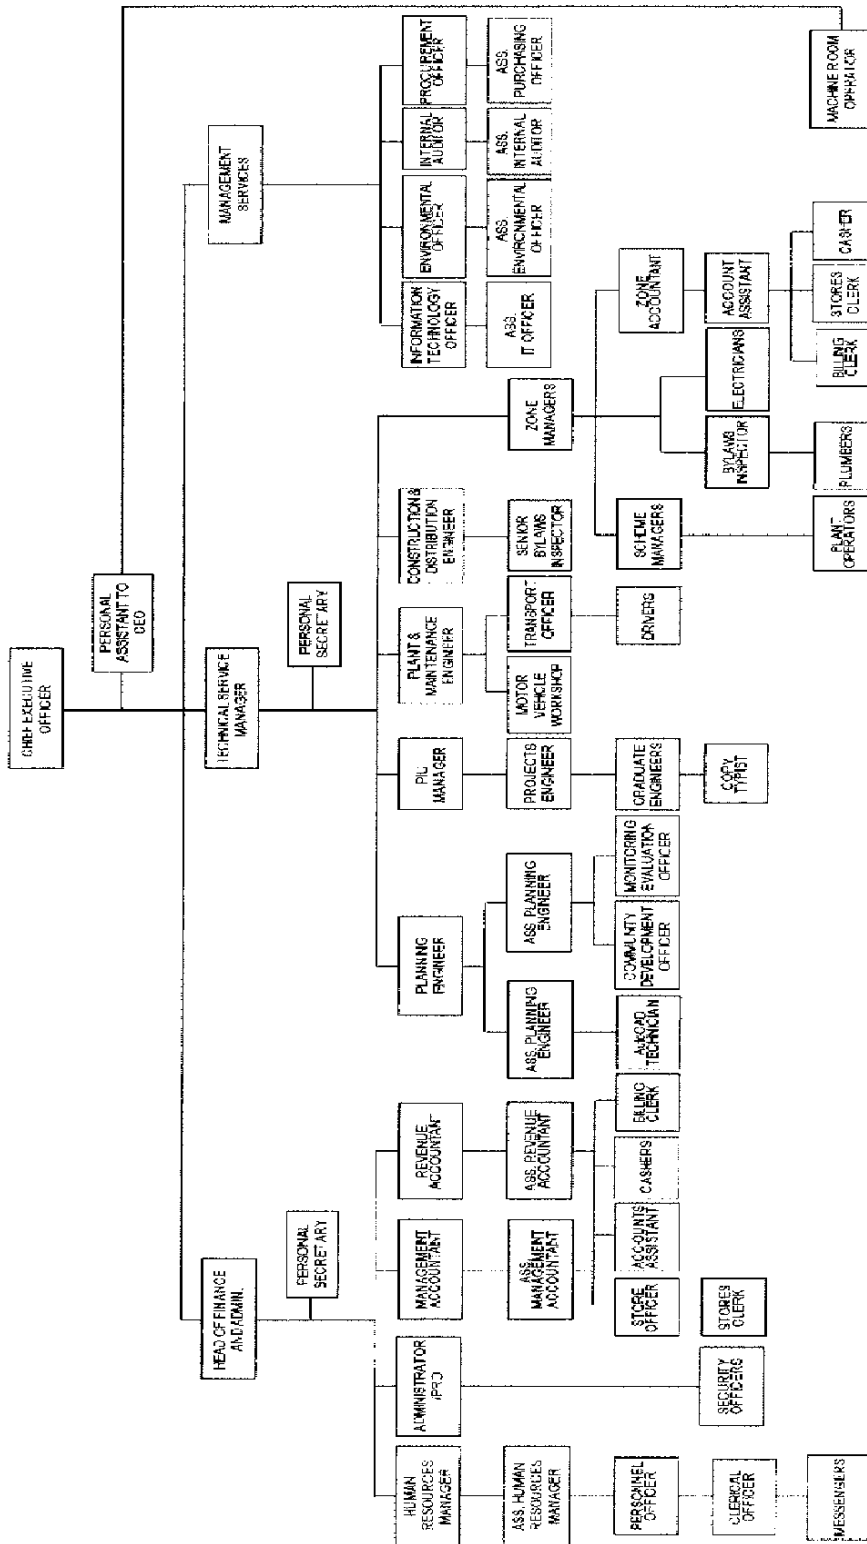 CHIEF EXECUTIVE
OFFICER
PERSONAL
ASSISTANT TO
CEO
HEAD OF FINANCE
AND ADMIN.
TECHNICAL SERVICE
MANAGER
MANAGEMENT
SERVICES
PERSONAL
SECRETARY
PERSONAL
SECRETARY
HUMAN
RESOURCES
MANAGER
ADMINISTRATOR
/PRO
MANAGEMENT
ACCOUNTANT
REVENUE
ACCOUNTANT
PLANNING
ENGINEER
PIU
MANAGER
PLANT &
MAINTENANCE
ENGINEER
CONSTRUCTION &
DISTRIBUTION
ENGINEER
INFORMATION
TECHNOLOGY
OFFICER
ENVIRONMENTAL
OFFICER
INTERNAL
AUDITOR
PROCUREMENT
OFFICER
ASS. HUMAN
RESOURCES
MANAGER
ASS.
MANAGEMENT
ACCOUNTANT
ASS. REVENUE
ACCOUNTANT
ASS. PLANNING
ENGINEER
ASS. PLANNING
ENGINEER
PROJECTS
ENGINEER
MOTOR
VEHICLE
WORKSHOP
TRANSPORT
OFFICER
SENIOR
BYLAWS
INSPECTOR
ZONE
MANAGERS
ASS.
IT OFFICER
ASS.
ENVIRONMENTAL
OFFICER
ASS.
INTERNAL
AUDITOR
ASS.
PURCHASING
OFFICER
PERSONNEL
OFFICER
STORE
OFFICER
ACCOUNTS
ASSISTANT
CASHERS
BILLING
CLERK
AutoCAD
TECHNICIAN
COMMUNITY
DEVELOPMENT
OFFICER
MONITORING
EVALUATION
OFFICER
GRADUATE
ENGINEERS
DRIVERS
SCHEME
MANAGERS
ZONE
ACCOUNTANT
CLERICAL
OFFICER
SECURITY
OFFICERS
STORES
CLERK
COPY
TYPIST
BYLAWS
INSPECTOR
ELECTRICIANS
ACCOUNT
ASSISTANT
MESSENGERS
PLANT
OPERATORS
PLUMBERS
BILLING
CLERK
STORES
CLERK
CASHER
MACHINE ROOM
OPERATOR